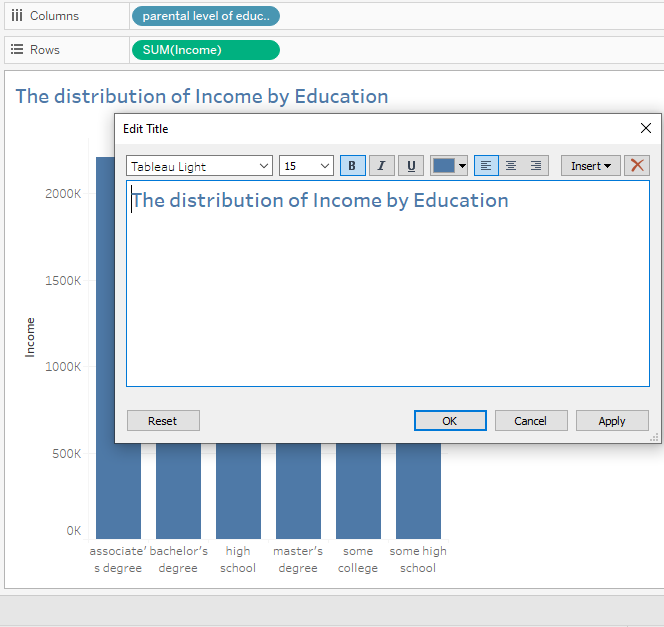 Columns
parental level of educ..
Rows
SUM(Income)
The distribution of Income by Education
Edit Title
Tableau Light
15
B I U
Insert
The distribution of Income by Education
Reset
OK
Cancel
Apply
Income
2000K
1500K
1000K
500K
0K
associate'
s degree
bachelor's
degree
high
school
master's
degree
some
college
some high
school